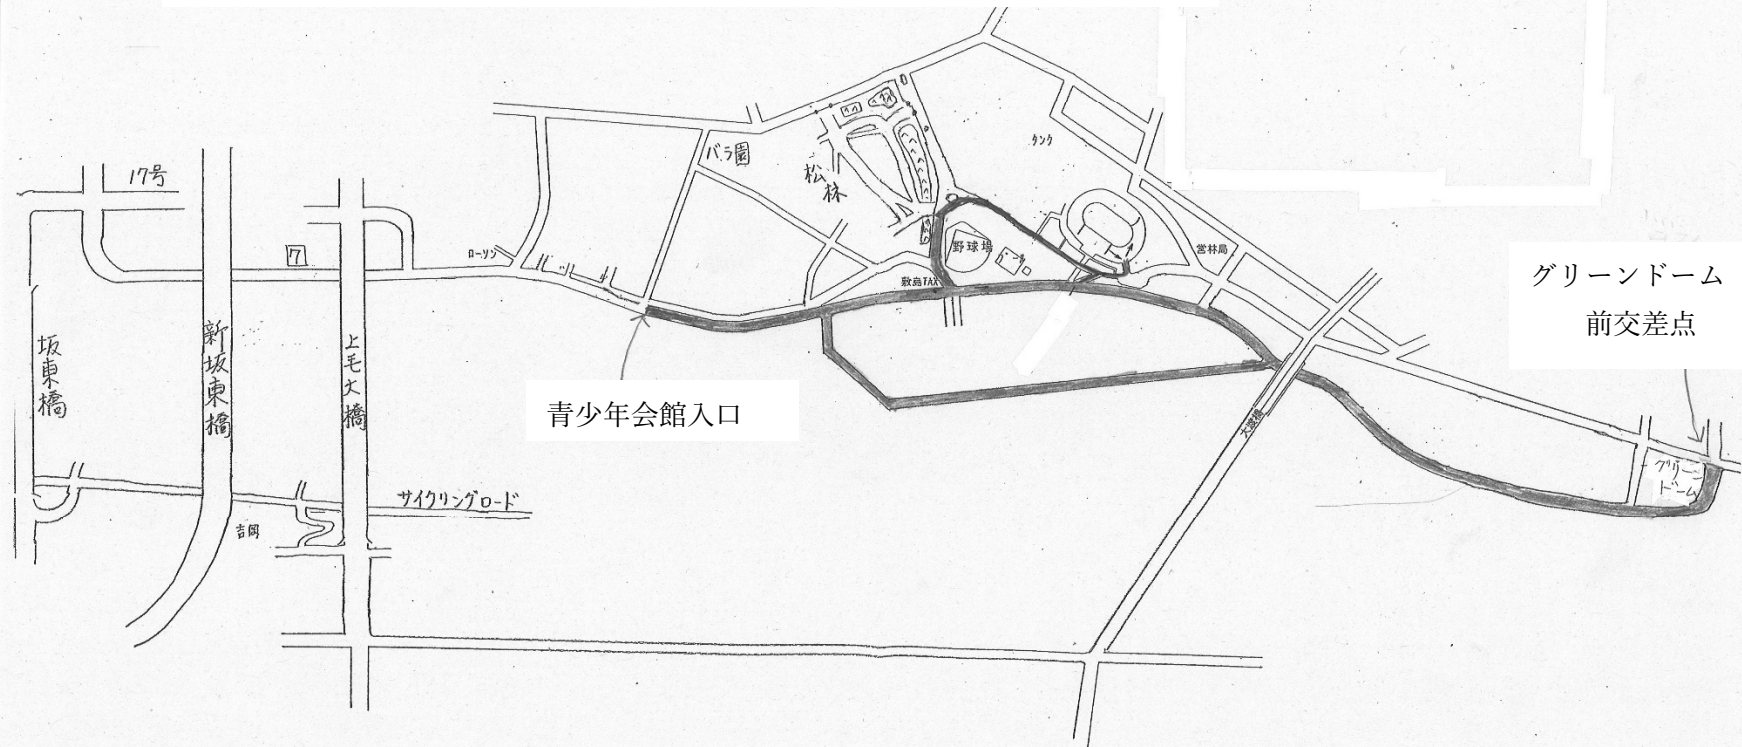 17号
バラ園
松林
タンク
7
ローソン
野球場
プール
営林局
敷島TAX
グリーンドーム
前交差点
坂東橋
新坂東橋
上毛大橋
青少年会館入口
大渡橋
グリーン
ドーム
サイクリングロード
吉岡